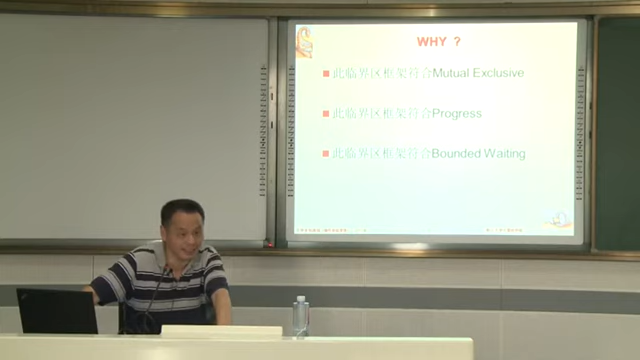 WHY ？
此临界区框架符合Mutual Exclusive
此临界区框架符合Progress
此临界区框架符合Bounded Waiting